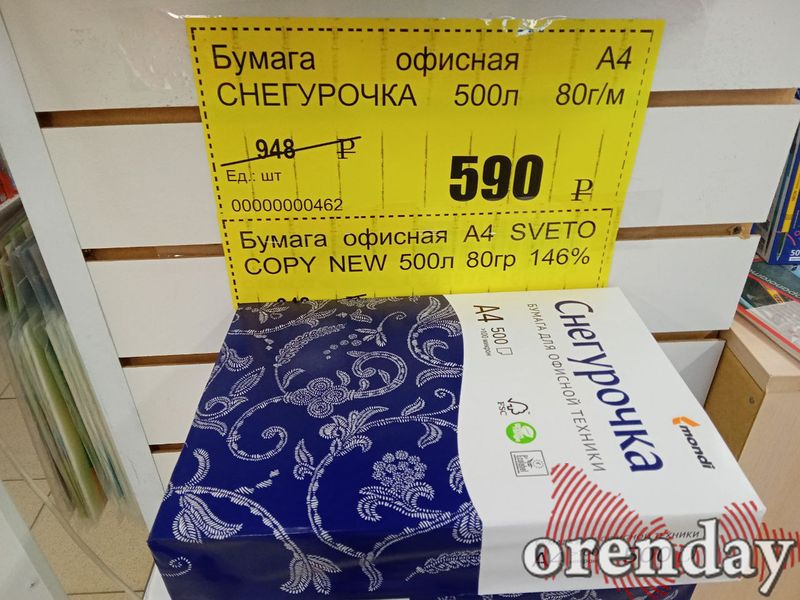 Бумага офисная А4
СНЕГУРОЧКА 500л 80г/м
948 ₽
590 ₽
Ед.: шт
00000000462
Бумага офисная А4 SVETO
COPY NEW 500л 80гр 146%
Снегурочка
БУМАГА ДЛЯ ОФИСНОЙ ТЕХНИКИ
А4 500
FSC
mondi
orenday